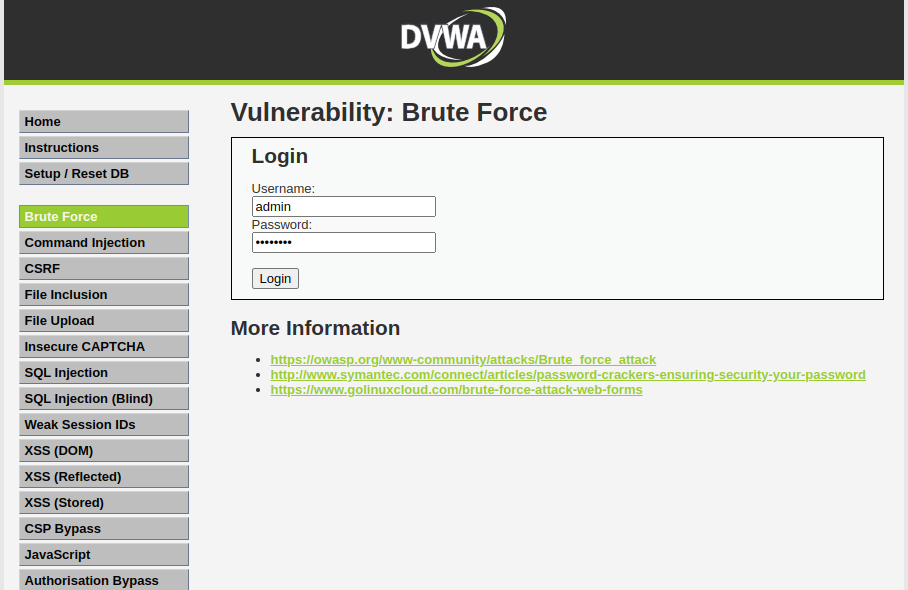 DVWA
Home
Instructions
Setup / Reset DB
Brute Force
Command Injection
CSRF
File Inclusion
File Upload
Insecure CAPTCHA
SQL Injection
SQL Injection (Blind)
Weak Session IDs
XSS (DOM)
XSS (Reflected)
XSS (Stored)
CSP Bypass
JavaScript
Authorisation Bypass
Vulnerability: Brute Force
Login
Username:
admin
Password:
••••••••
Login
More Information
• https://owasp.org/www-community/attacks/Brute_force_attack
• http://www.symantec.com/connect/articles/password-crackers-ensuring-security-your-password
• https://www.golinuxcloud.com/brute-force-attack-web-forms